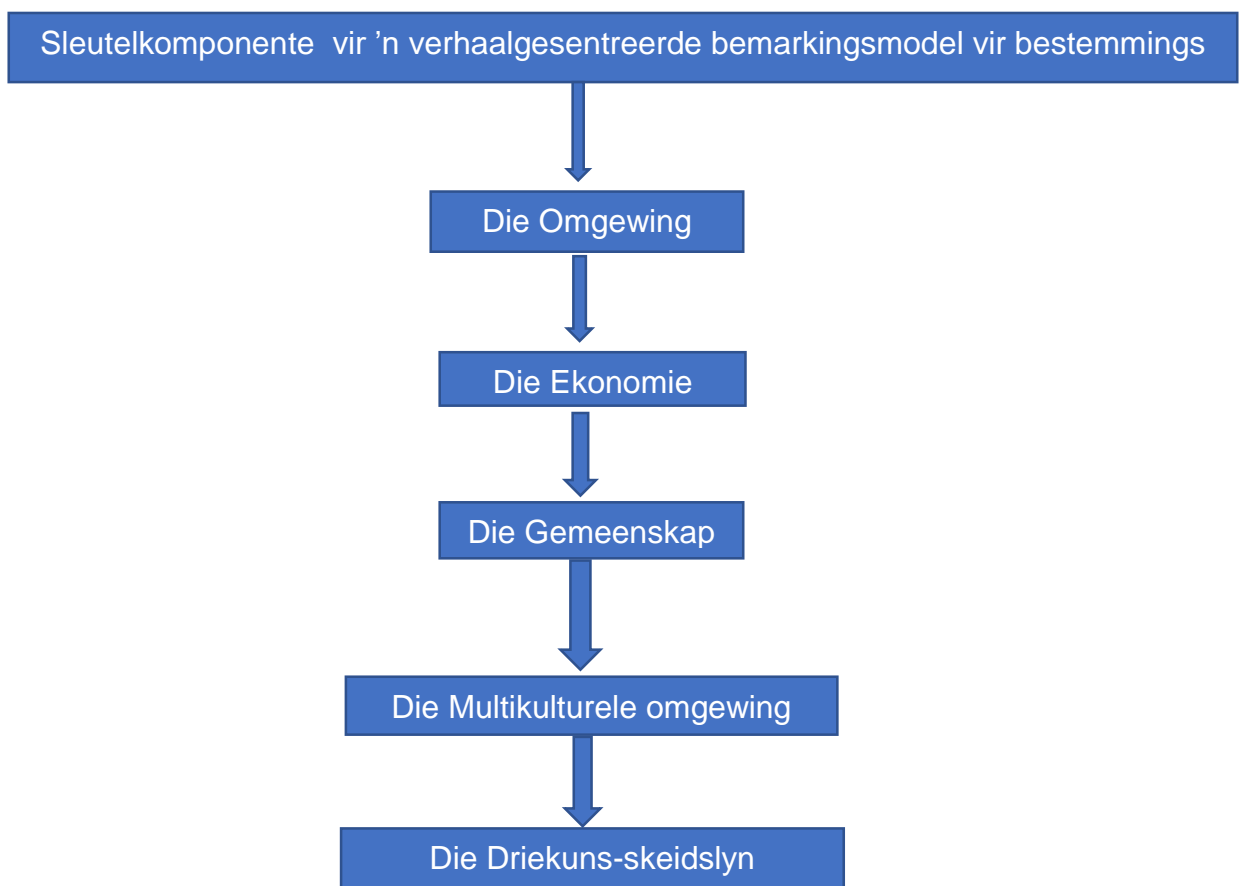 Sleutelkomponente  vir ’n verhaalgesentreerde bemarkingsmodel vir bestemmings
Die Omgewing
Die Ekonomie
Die Gemeenskap
Die Multikulturele omgewing
Die Driekuns-skeidslyn